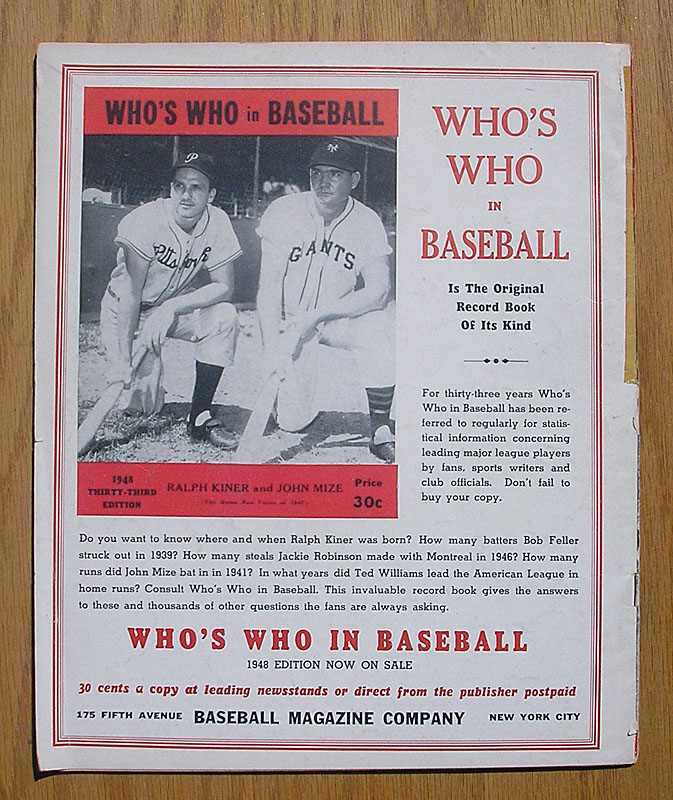 WHO'S WHO in BASEBALL
P
NY
Pittsburgh
GIANTS
1948
THIRTY-THIRD
EDITION
RALPH KINER and JOHN MIZE
(The Home Run Twins of 1947)
Price
30c
WHO'S
WHO
IN
BASEBALL
Is The Original
Record Book
Of Its Kind
For thirty-three years Who's
Who in Baseball has been re-
ferred to regularly for statis-
tical information concerning
leading major league players
by fans, sports writers and
club officials. Don't fail to
buy your copy.
Do you want to know where and when Ralph Kiner was born? How many batters Bob Feller
struck out in 1939? How many steals Jackie Robinson made with Montreal in 1946? How many
runs did John Mize bat in in 1941? In what years did Ted Williams lead the American League in
home runs? Consult Who's Who in Baseball. This invaluable record book gives the answers
to these and thousands of other questions the fans are always asking.
WHO'S WHO IN BASEBALL
1948 EDITION NOW ON SALE
30 cents a copy at leading newsstands or direct from the publisher postpaid
175 FIFTH AVENUE BASEBALL MAGAZINE COMPANY NEW YORK CITY